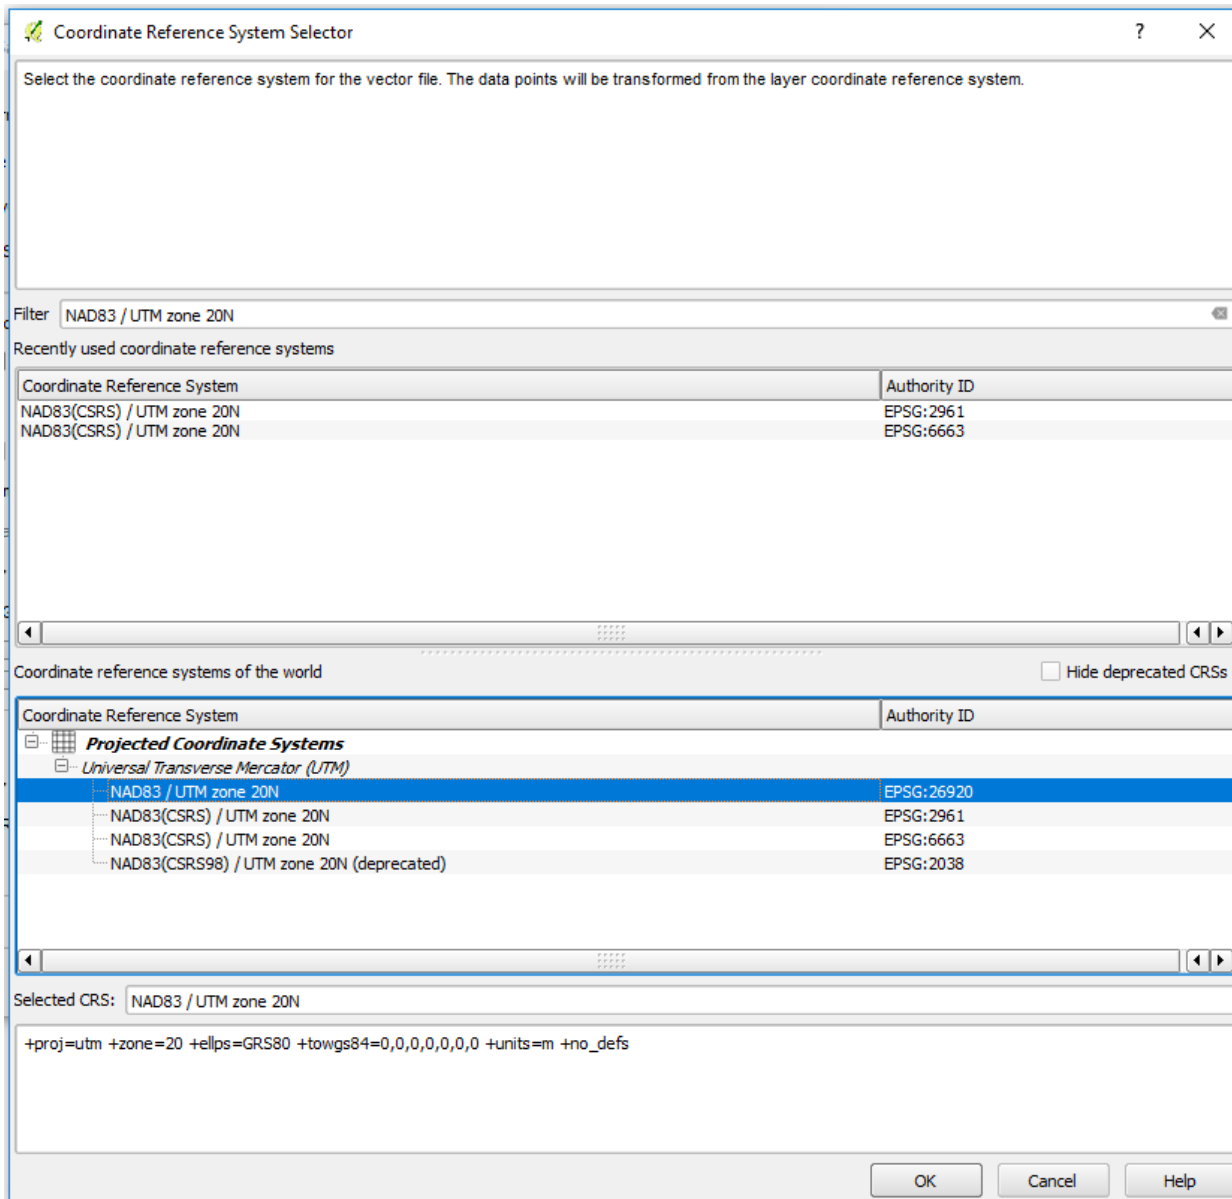 Coordinate Reference System Selector
?
Select the coordinate reference system for the vector file. The data points will be transformed from the layer coordinate reference system.
Filter NAD83 / UTM zone 20N
Recently used coordinate reference systems
Coordinate Reference System Authority ID
NAD83(CSRS) / UTM zone 20N EPSG:2961
NAD83(CSRS) / UTM zone 20N EPSG:6663
Coordinate reference systems of the world Hide deprecated CRSs
Coordinate Reference System Authority ID
Projected Coordinate Systems
Universal Transverse Mercator (UTM)
NAD83 / UTM zone 20N EPSG:26920
NAD83(CSRS) / UTM zone 20N EPSG:2961
NAD83(CSRS) / UTM zone 20N EPSG:6663
NAD83(CSRS98) / UTM zone 20N (deprecated) EPSG:2038
Selected CRS: NAD83 / UTM zone 20N
+proj=utm +zone=20 +ellps=GRS80 +towgs84=0,0,0,0,0,0,0 +units=m +no_defs
OK Cancel Help